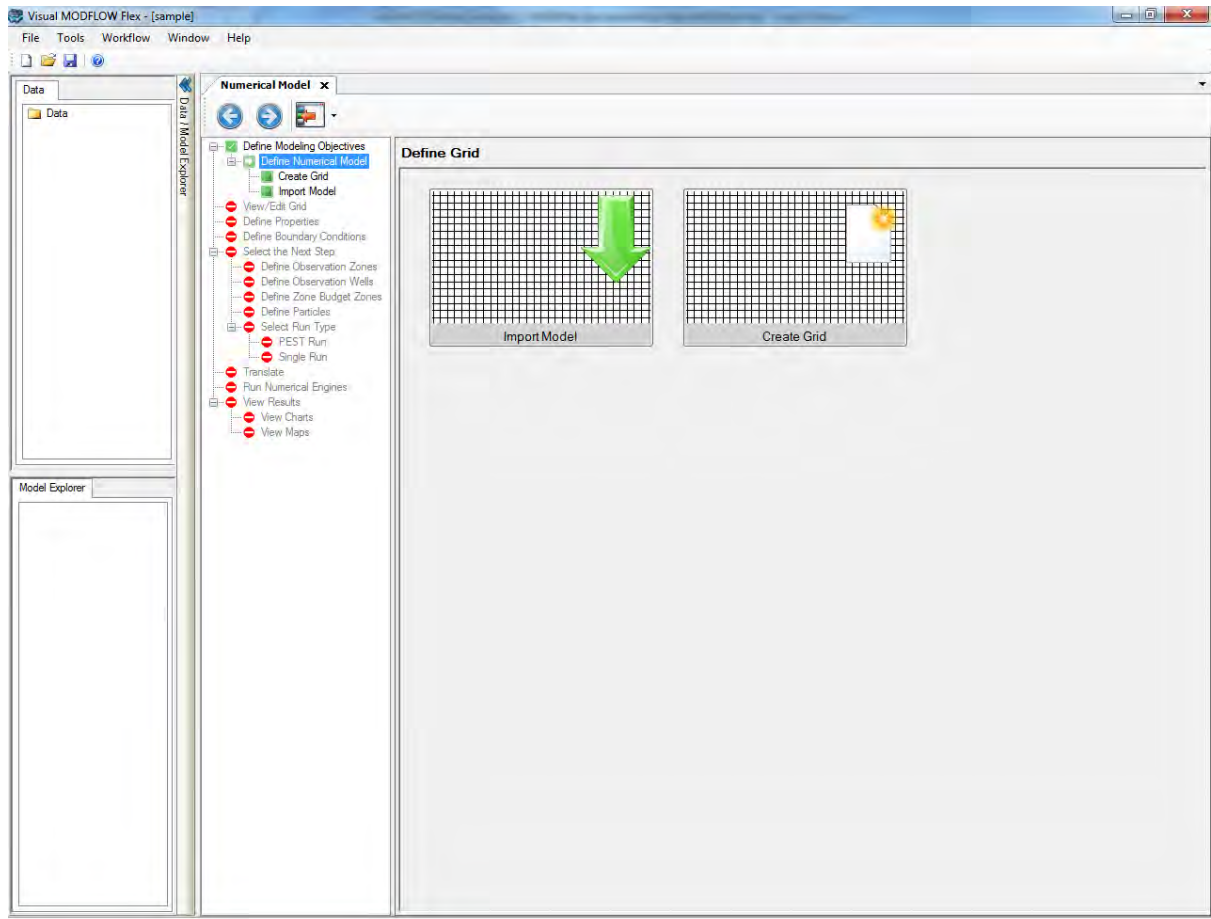 Visual MODFLOW Flex - [sample]
File Tools Workflow Window Help
Data
Data
Data / Model Explorer
Model Explorer
Numerical Model x
Define Modeling Objectives
Define Numerical Model
Create Grid
Import Model
View/Edit Grid
Define Properties
Define Boundary Conditions
Select the Next Step
Define Observation Zones
Define Observation Wells
Define Zone Budget Zones
Define Particles
Select Run Type
PEST Run
Single Run
Translate
Run Numerical Engines
View Results
View Charts
View Maps
Define Grid
Import Model
Create Grid